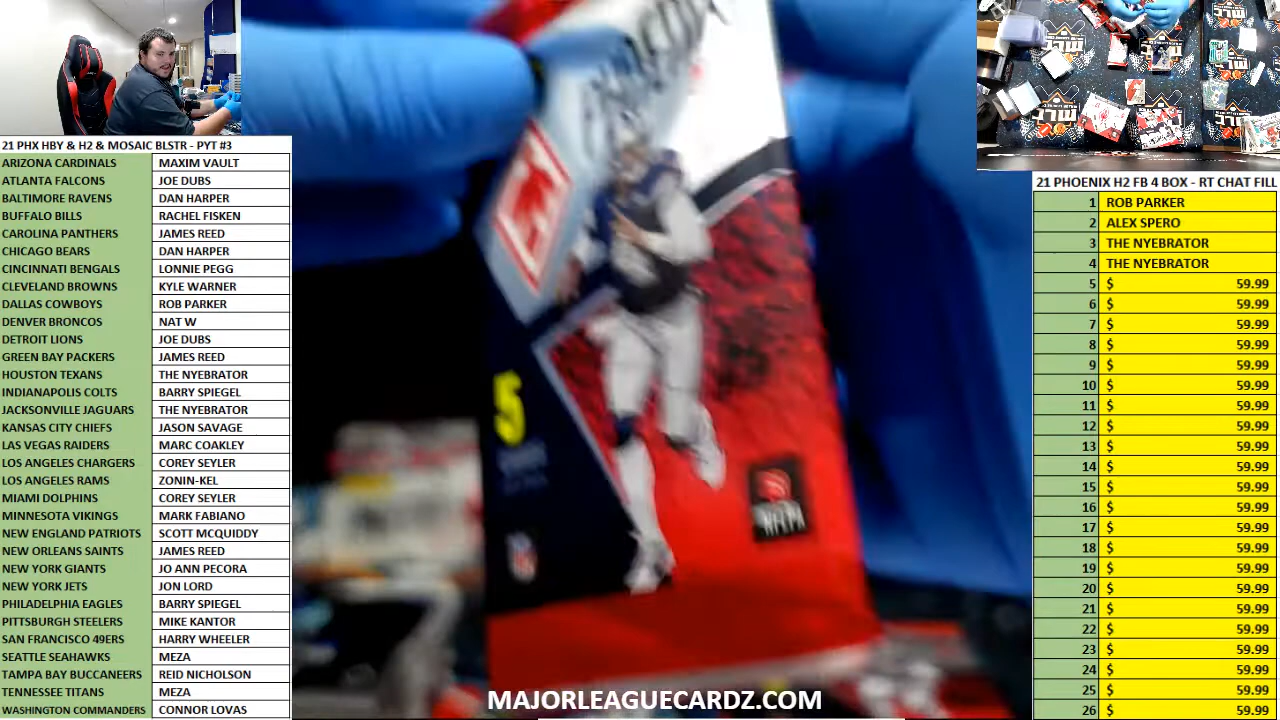 21 PHX HBY & H2 & MOSAIC BLSTR - PYT #3
ARIZONA CARDINALS MAXIM VAULT
ATLANTA FALCONS JOE DUBS
BALTIMORE RAVENS DAN HARPER
BUFFALO BILLS RACHEL FISKEN
CAROLINA PANTHERS JAMES REED
CHICAGO BEARS DAN HARPER
CINCINNATI BENGALS LONNIE PEGG
CLEVELAND BROWNS KYLE WARNER
DALLAS COWBOYS ROB PARKER
DENVER BRONCOS NAT W
DETROIT LIONS JOE DUBS
GREEN BAY PACKERS JAMES REED
HOUSTON TEXANS THE NYEBRATOR
INDIANAPOLIS COLTS BARRY SPIEGEL
JACKSONVILLE JAGUARS THE NYEBRATOR
KANSAS CITY CHIEFS JASON SAVAGE
LAS VEGAS RAIDERS MARC COAKLEY
LOS ANGELES CHARGERS COREY SEYLER
LOS ANGELES RAMS ZONIN-KEL
MIAMI DOLPHINS COREY SEYLER
MINNESOTA VIKINGS MARK FABIANO
NEW ENGLAND PATRIOTS SCOTT MCQUIDDY
NEW ORLEANS SAINTS JAMES REED
NEW YORK GIANTS JO ANN PECORA
NEW YORK JETS JON LORD
PHILADELPHIA EAGLES BARRY SPIEGEL
PITTSBURGH STEELERS MIKE KANTOR
SAN FRANCISCO 49ERS HARRY WHEELER
SEATTLE SEAHAWKS MEZA
TAMPA BAY BUCCANEERS REID NICHOLSON
TENNESSEE TITANS MEZA
WASHINGTON COMMANDERS CONNOR LOVAS
5
NFLPA
MAJORLEAGUECARDZ.COM
21 PHOENIX H2 FB 4 BOX - RT CHAT FILL
1 ROB PARKER
2 ALEX SPERO
3 THE NYEBRATOR
4 THE NYEBRATOR
5 $ 59.99
6 $ 59.99
7 $ 59.99
8 $ 59.99
9 $ 59.99
10 $ 59.99
11 $ 59.99
12 $ 59.99
13 $ 59.99
14 $ 59.99
15 $ 59.99
16 $ 59.99
17 $ 59.99
18 $ 59.99
19 $ 59.99
20 $ 59.99
21 $ 59.99
22 $ 59.99
23 $ 59.99
24 $ 59.99
25 $ 59.99
26 $ 59.99